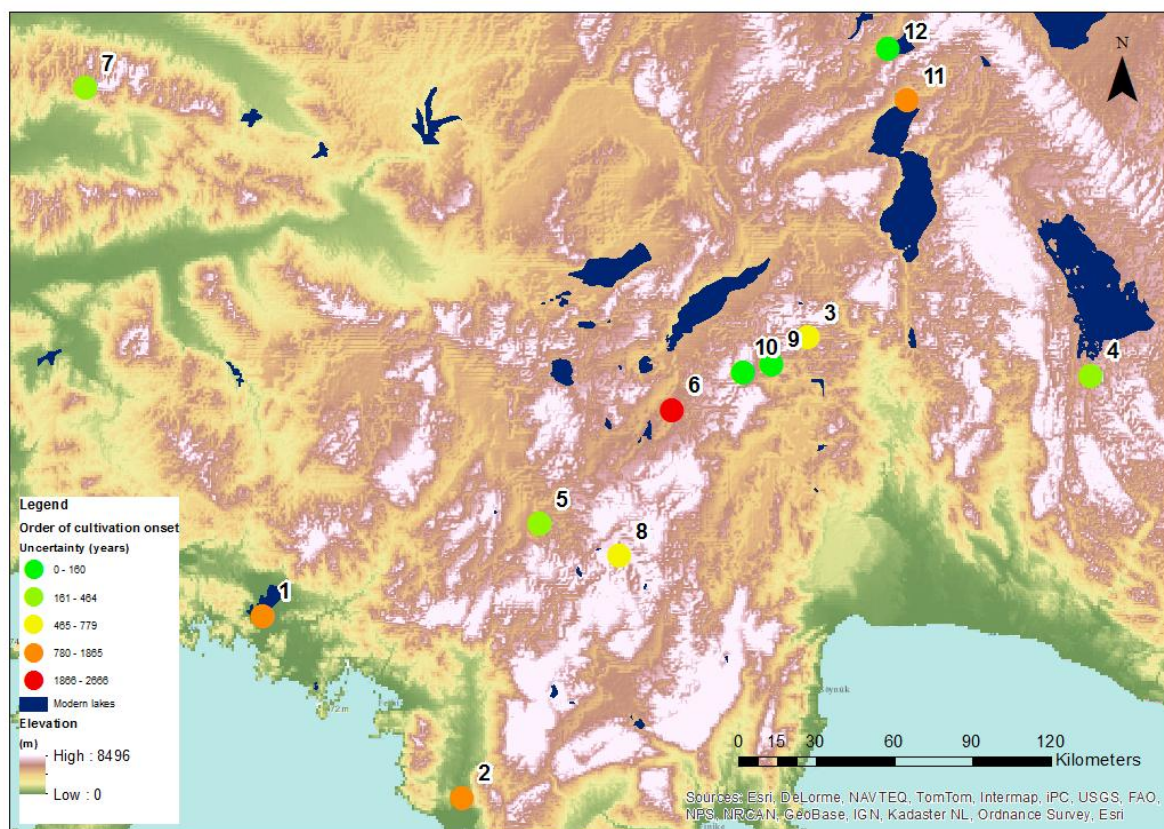 12
7
N
11
3
9
10
4
6
5
8
1
2
Legend
Order of cultivation onset
Uncertainty (years)
0 - 160
161 - 464
465 - 779
780 - 1865
1866 - 2666
Modern lakes
Elevation
(m)
High : 8496
Low : 0
0 15 30 60 90 120
Kilometers
Sources: Esri, DeLorme, NAVTEQ, TomTom, Intermap, iPC, USGS, FAO,
NPS, NRCAN, GeoBase, IGN, Kadaster NL, Ordnance Survey, Esri